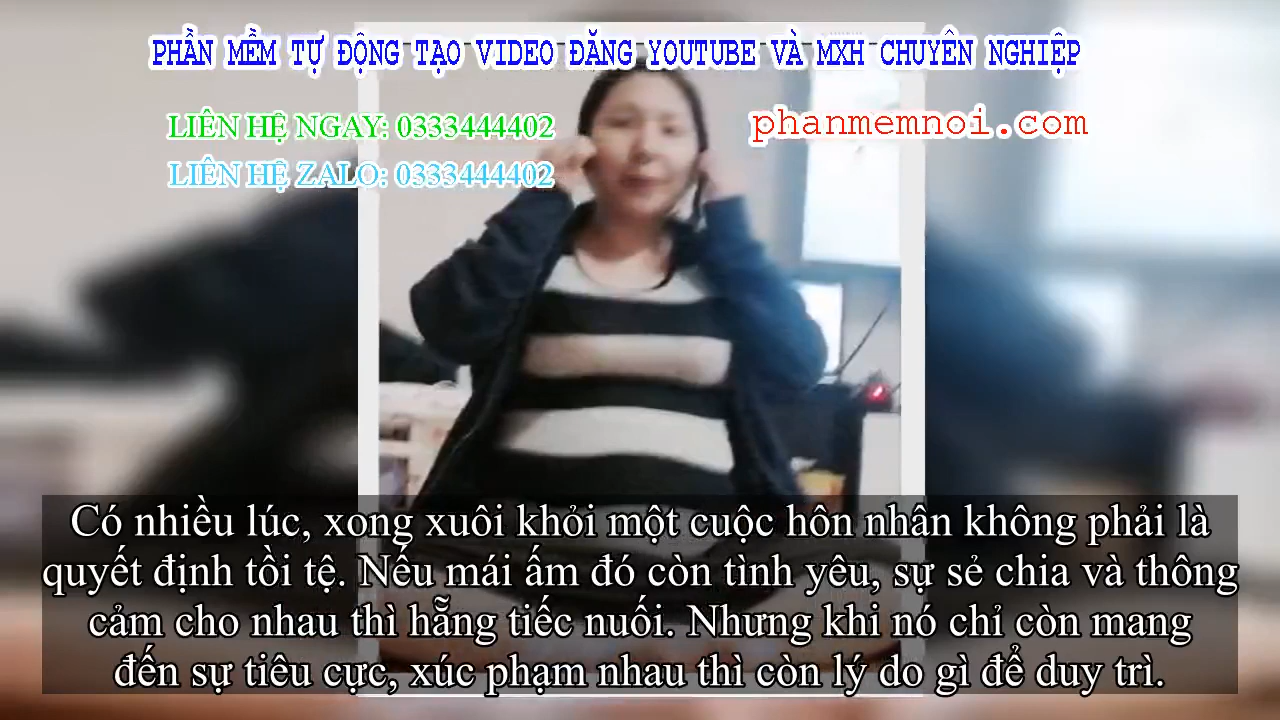 PHẦN MỀM TỰ ĐỘNG TẠO VIDEO ĐĂNG YOUTUBE VÀ MXH CHUYÊN NGHIỆP
LIÊN HỆ NGAY: 0333444402
phanmemnoi.com
LIÊN HỆ ZALO: 0333444402
Có nhiều lúc, xong xuôi khỏi một cuộc hôn nhân không phải là
quyết định tồi tệ. Nếu mái ấm đó còn tình yêu, sự sẻ chia và thông
cảm cho nhau thì hẵng tiếc nuối. Nhưng khi nó chỉ còn mang
đến sự tiêu cực, xúc phạm nhau thì còn lý do gì để duy trì.